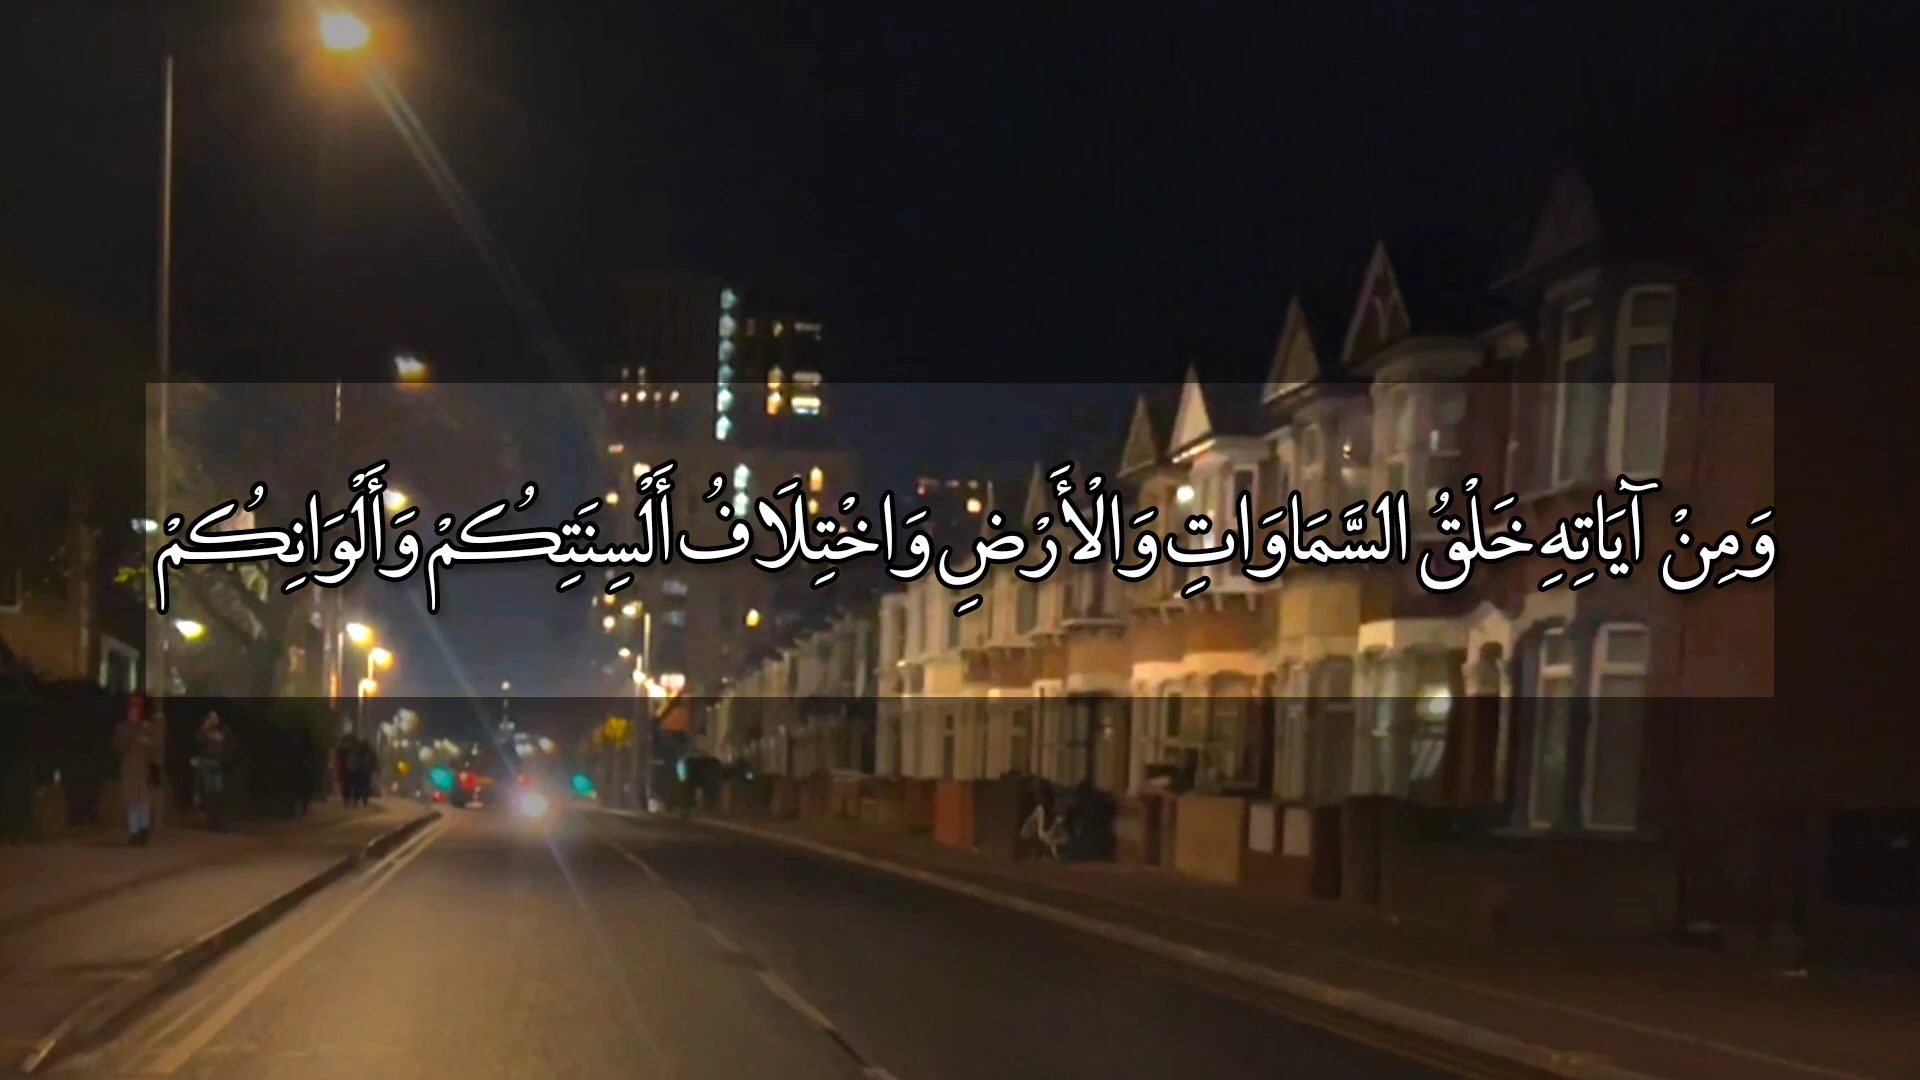 وَمِنْ آيَاتِهِ خَلْقُ السَّمَاوَاتِ وَالْأَرْضِ وَاخْتِلَافُ أَلْسِنَتِكُمْ وَأَلْوَانِكُمْ